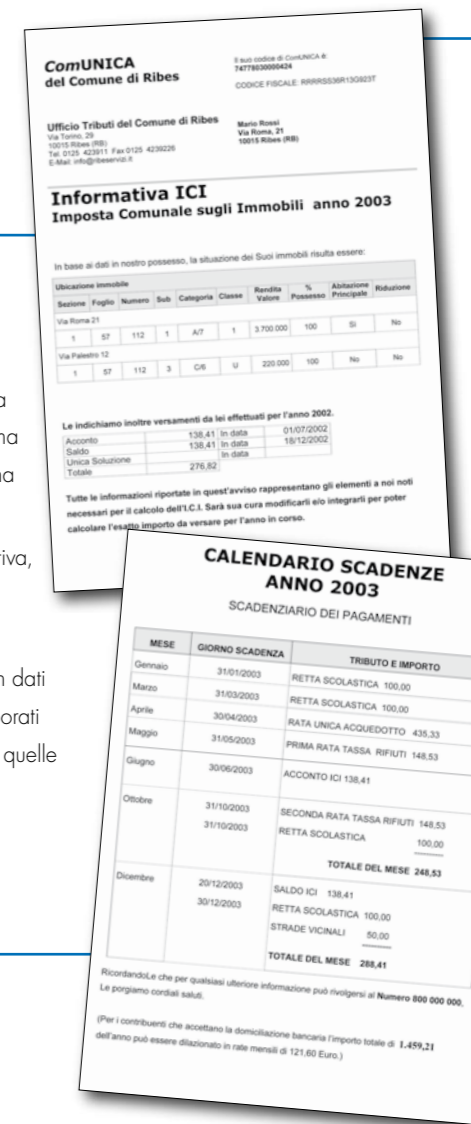 ComUNICA
del Comune di Ribes
Il suo codice di ComUNICA è:
74778030000424
CODICE FISCALE: RRRRSS36R13G923T
Ufficio Tributi del Comune di Ribes
Via Torino, 29
10015 Ribes (RB)
Tel. 0125 423911 Fax 0125 4239226
E-Mail: info@ribeservizi.it
Mario Rossi
Via Roma, 21
10015 Ribes (RB)
Informativa ICI
Imposta Comunale sugli Immobili anno 2003
In base ai dati in nostro possesso, la situazione dei Suoi immobili risulta essere:
Ubicazione immobile
Sezione Foglio Numero Sub Categoria Classe Rendita Valore % Possesso Abitazione Principale Riduzione
Via Roma 21
1 57 112 1 A/7 1 3.700.000 100 Si No
Via Palestro 12
1 57 112 3 C/6 U 220.000 100 No No
Le indichiamo inoltre versamenti da lei effettuati per l'anno 2002.
Acconto 138,41 In data 01/07/2002
Saldo 138,41 In data 18/12/2002
Unica Soluzione In data
Totale 276,82
Tutte le informazioni riportate in quest'avviso rappresentano gli elementi a noi noti
necessari per il calcolo dell'I.C.I. Sarà sua cura modificarli e/o integrarli per poter
calcolare l'esatto importo da versare per l'anno in corso.
a
na
na
iva,
n dati
orati
quelle
CALENDARIO SCADENZE
ANNO 2003
SCADENZIARIO DEI PAGAMENTI
MESE GIORNO SCADENZA TRIBUTO E IMPORTO
Gennaio 31/01/2003 RETTA SCOLASTICA 100,00
Marzo 31/03/2003 RETTA SCOLASTICA 100,00
Aprile 30/04/2003 RATA UNICA ACQUEDOTTO 435,33
Maggio 31/05/2003 PRIMA RATA TASSA RIFIUTI 148,53
Giugno 30/06/2003 ACCONTO ICI 138,41
Ottobre 31/10/2003 SECONDA RATA TASSA RIFIUTI 148,53
31/10/2003 RETTA SCOLASTICA 100,00
TOTALE DEL MESE 248,53
Dicembre 20/12/2003 SALDO ICI 138,41
30/12/2003 RETTA SCOLASTICA 100,00
STRADE VICINALI 50,00
TOTALE DEL MESE 288,41
RicordandoLe che per qualsiasi ulteriore informazione può rivolgersi al Numero 800 000 000,
Le porgiamo cordiali saluti.
(Per i contribuenti che accettano la domiciliazione bancaria l'importo totale di 1.459,21
dell'anno può essere dilazionato in rate mensili di 121,60 Euro.)